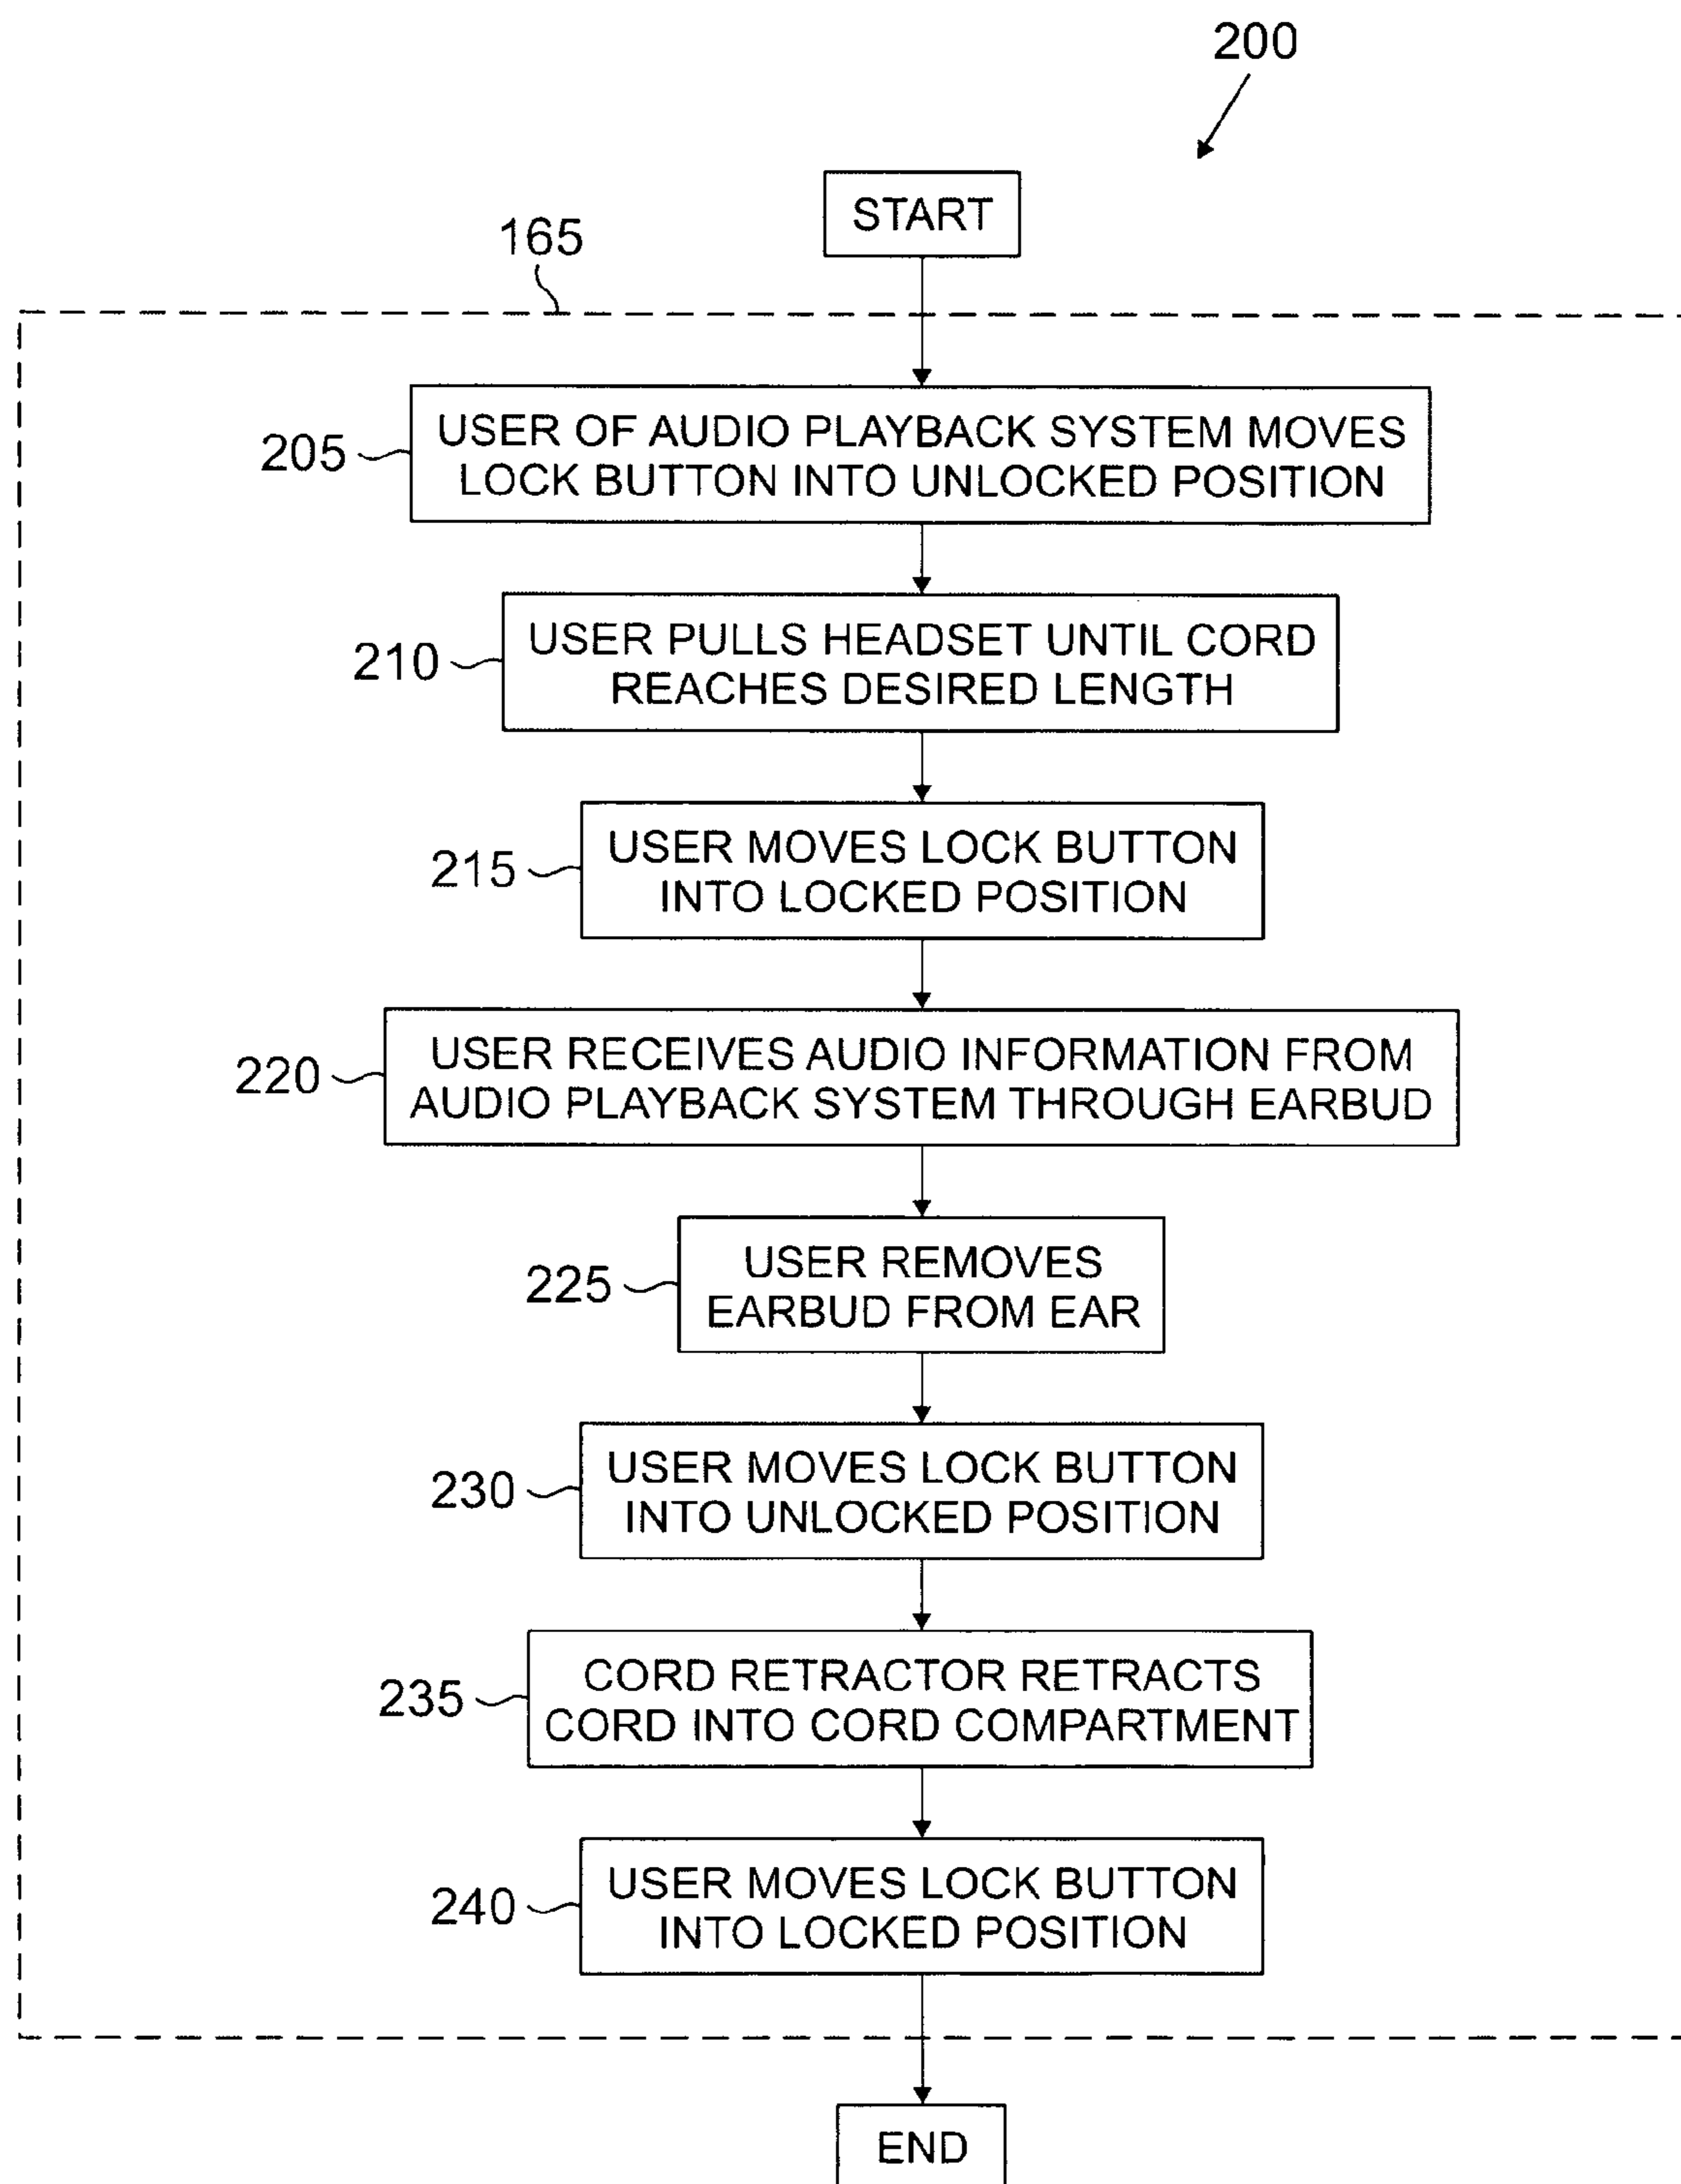 200
START
165
205
USER OF AUDIO PLAYBACK SYSTEM MOVES
LOCK BUTTON INTO UNLOCKED POSITION
210
USER PULLS HEADSET UNTIL CORD
REACHES DESIRED LENGTH
215
USER MOVES LOCK BUTTON
INTO LOCKED POSITION
220
USER RECEIVES AUDIO INFORMATION FROM
AUDIO PLAYBACK SYSTEM THROUGH EARBUD
225
USER REMOVES
EARBUD FROM EAR
230
USER MOVES LOCK BUTTON
INTO UNLOCKED POSITION
235
CORD RETRACTOR RETRACTS
CORD INTO CORD COMPARTMENT
240
USER MOVES LOCK BUTTON
INTO LOCKED POSITION
END